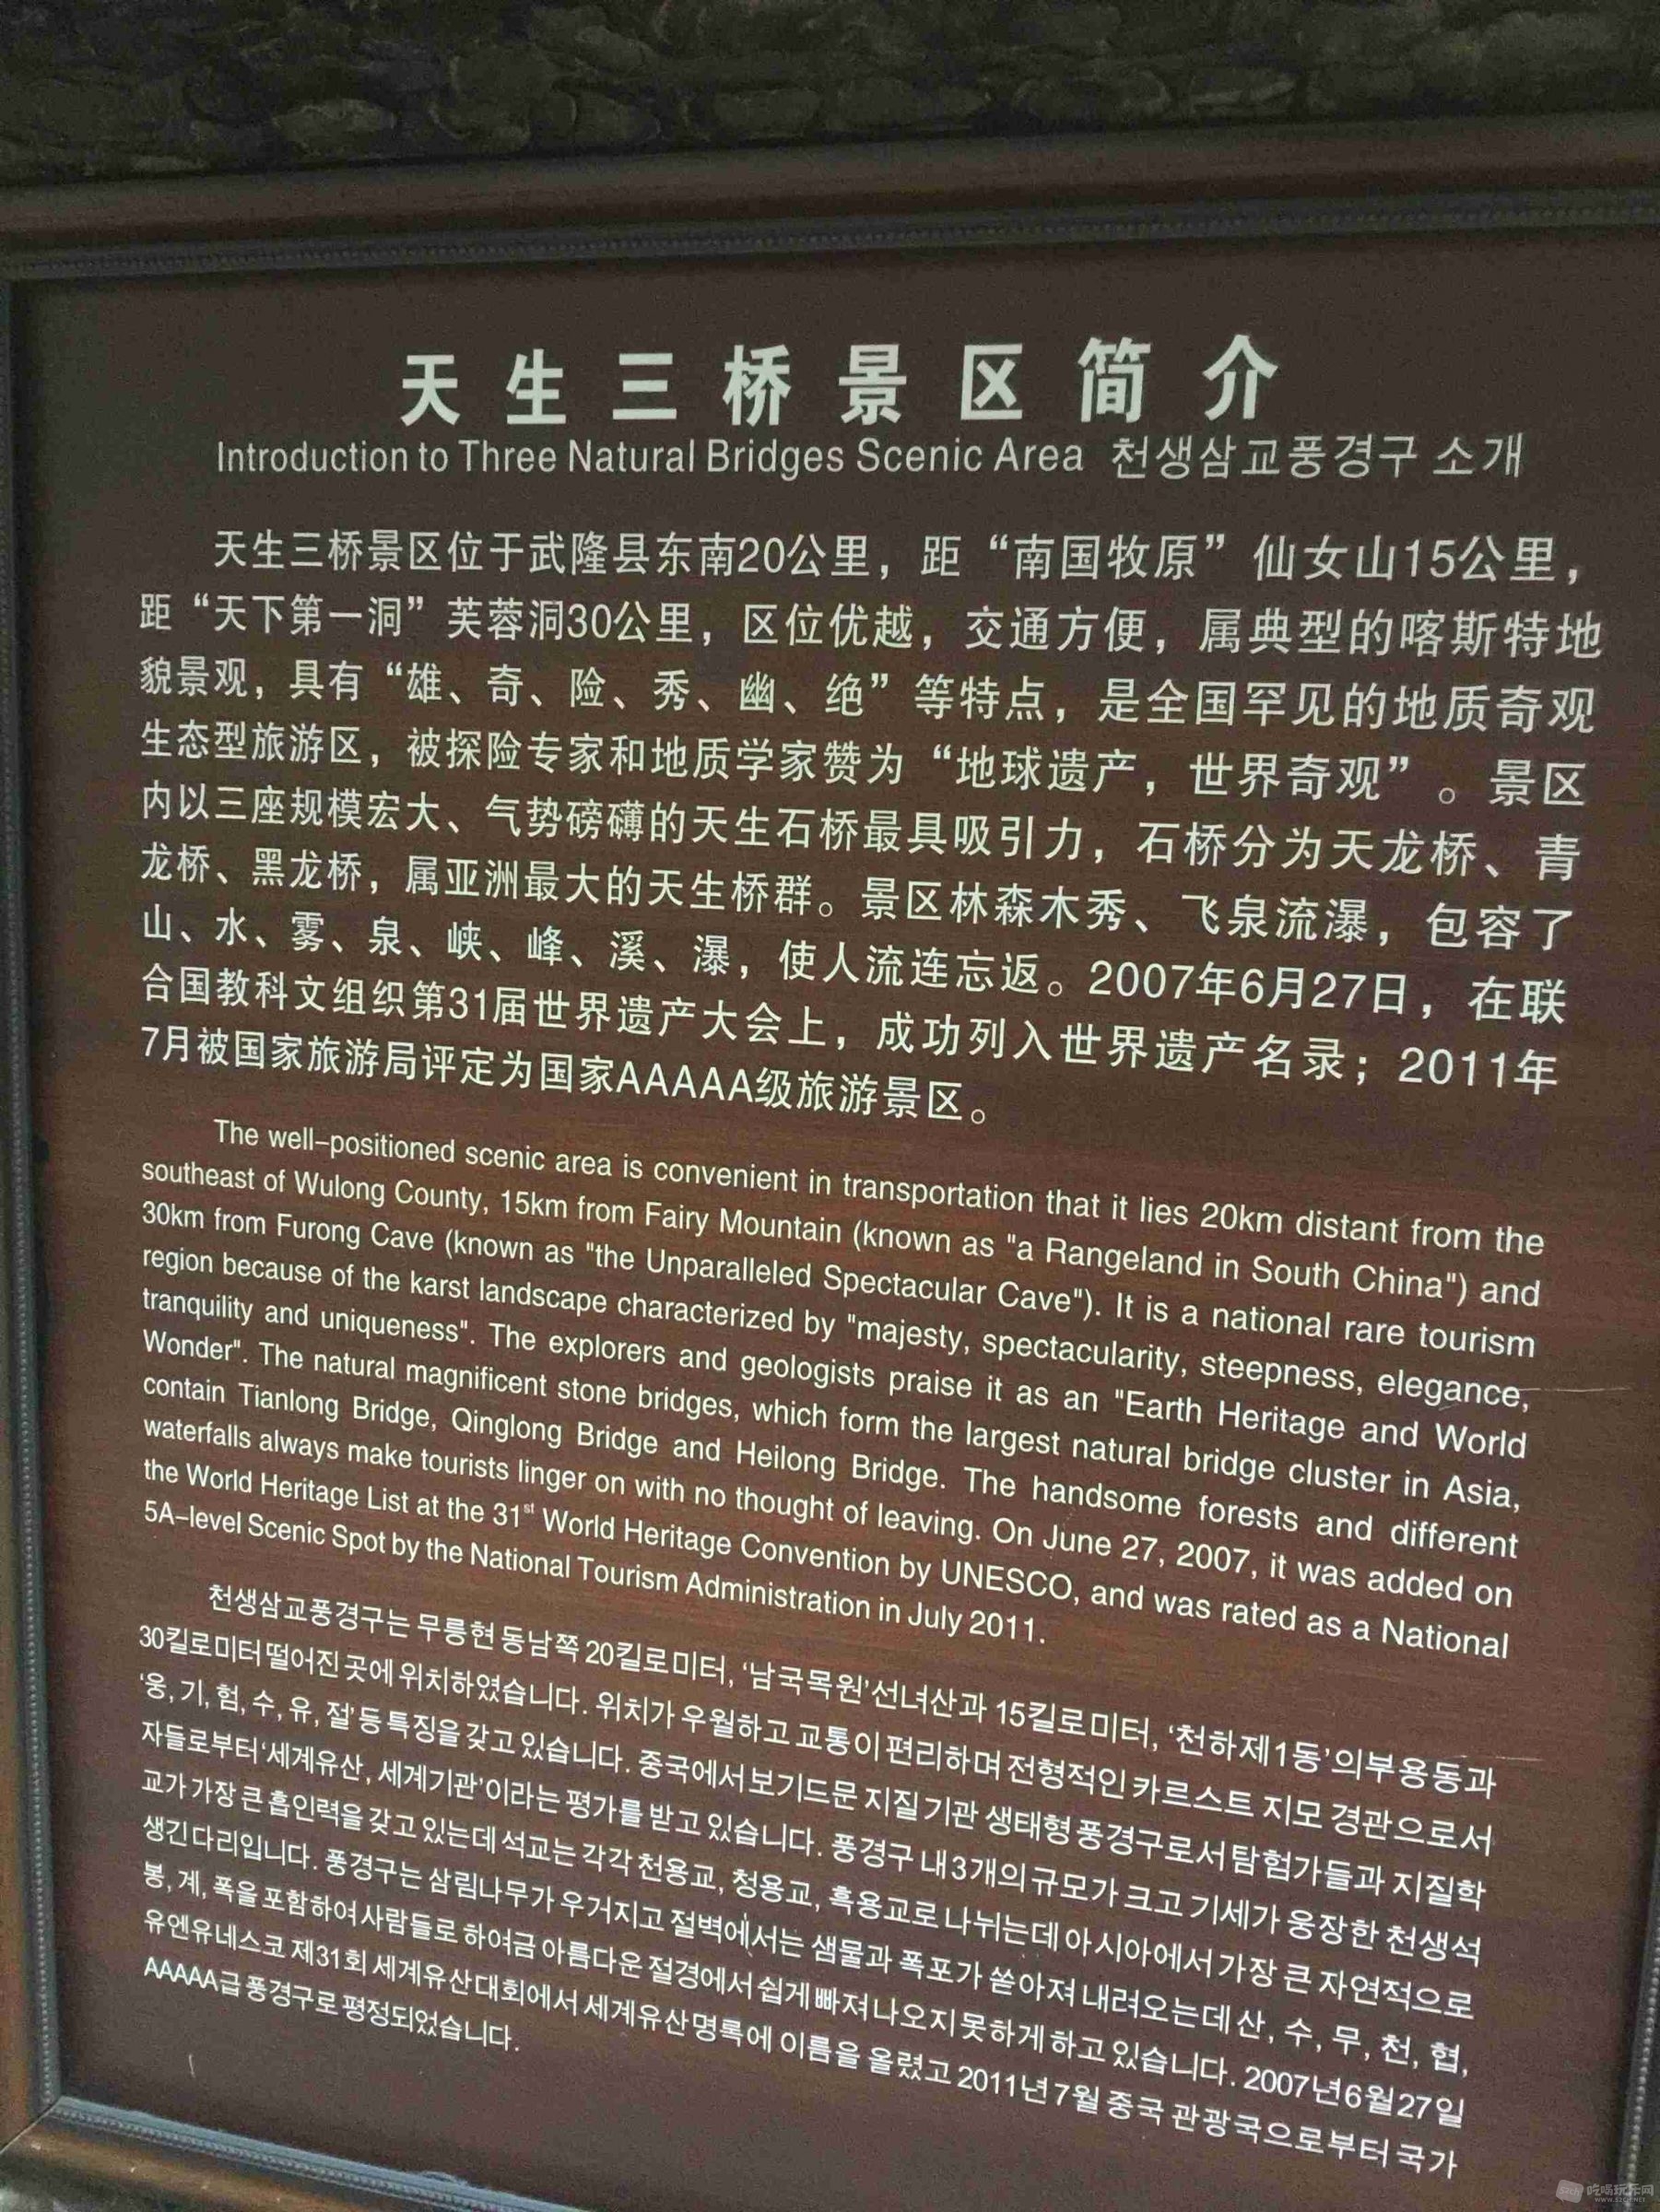 天生三桥景区简介
Introduction to Three Natural Bridges Scenic Area 천생삼교풍경구 소개
天生三桥景区位于武隆县东南20公里，距“南国牧原”仙女山15公里，
距“天下第一洞”芙蓉洞30公里，区位优越，交通方便，属典型的喀斯特地
貌景观，具有“雄、奇、险、秀、幽、绝”等特点，是全国罕见的地质奇观
生态型旅游区，被探险专家和地质学家赞为“地球遗产，世界奇观”。景区
内以三座规模宏大、气势磅礴的天生石桥最具吸引力，石桥分为天龙桥、青
龙桥、黑龙桥，属亚洲最大的天生桥群。景区林森木秀、飞泉流瀑，包容了
山、水、雾、泉、峡、峰、溪、瀑，使人流连忘返。2007年6月27日，在联
合国教科文组织第31届世界遗产大会上，成功列入世界遗产名录；2011年
7月被国家旅游局评定为国家AAAAA级旅游景区。
The well-positioned scenic area is convenient in transportation that it lies 20km distant from the
southeast of Wulong County, 15km from Fairy Mountain (known as "a Rangeland in South China") and
30km from Furong Cave (known as "the Unparalleled Spectacular Cave"). It is a national rare tourism
region because of the karst landscape characterized by "majesty, spectacularity, steepness, elegance,
tranquility and uniqueness". The explorers and geologists praise it as an "Earth Heritage and World
Wonder". The natural magnificent stone bridges, which form the largest natural bridge cluster in Asia,
contain Tianlong Bridge, Qinglong Bridge and Heilong Bridge. The handsome forests and different
waterfalls always make tourists linger on with no thought of leaving. On June 27, 2007, it was added on
the World Heritage List at the 31st World Heritage Convention by UNESCO, and was rated as a National
5A-level Scenic Spot by the National Tourism Administration in July 2011.
천생삼교풍경구는 무릉현 동남쪽 20킬로미터, ‘남국목원’선녀산과 15킬로미터, ‘천하제1동’의부용동과
30킬로미터 떨어진 곳에 위치하였습니다. 위치가 우월하고 교통이 편리하며 전형적인 카르스트 지모 경관으로서
‘웅, 기, 험, 수, 유, 절’등 특징을 갖고 있습니다. 중국에서 보기드문 지질 기관 생태형 풍경구로서 탐험가들과 지질학
자들로부터 ‘세계유산, 세계기관’이라는 평가를 받고 있습니다. 풍경구 내 3개의 규모가 크고 기세가 웅장한 천생석
교가 가장 큰 흡인력을 갖고 있는데 석교는 각각 천용교, 청용교, 흑용교로 나뉘는데 아시아에서 가장 큰 자연적으로
생긴 다리입니다. 풍경구는 삼림나무가 우거지고 절벽에서는 샘물과 폭포가 쏟아져 내려오는데 산, 수, 무, 천, 협,
봉, 계, 폭을 포함하여 사람들로 하여금 아름다운 절경에서 쉽게 빠져나오지 못하게 하고 있습니다. 2007년 6월 27일
유엔유네스코 제31회 세계유산대회에서 세계유산명록에 이름을 올렸고 2011년 7월 중국 관광국으로부터 국가
AAAAA급 풍경구로 평정되었습니다.
吃喝玩乐网